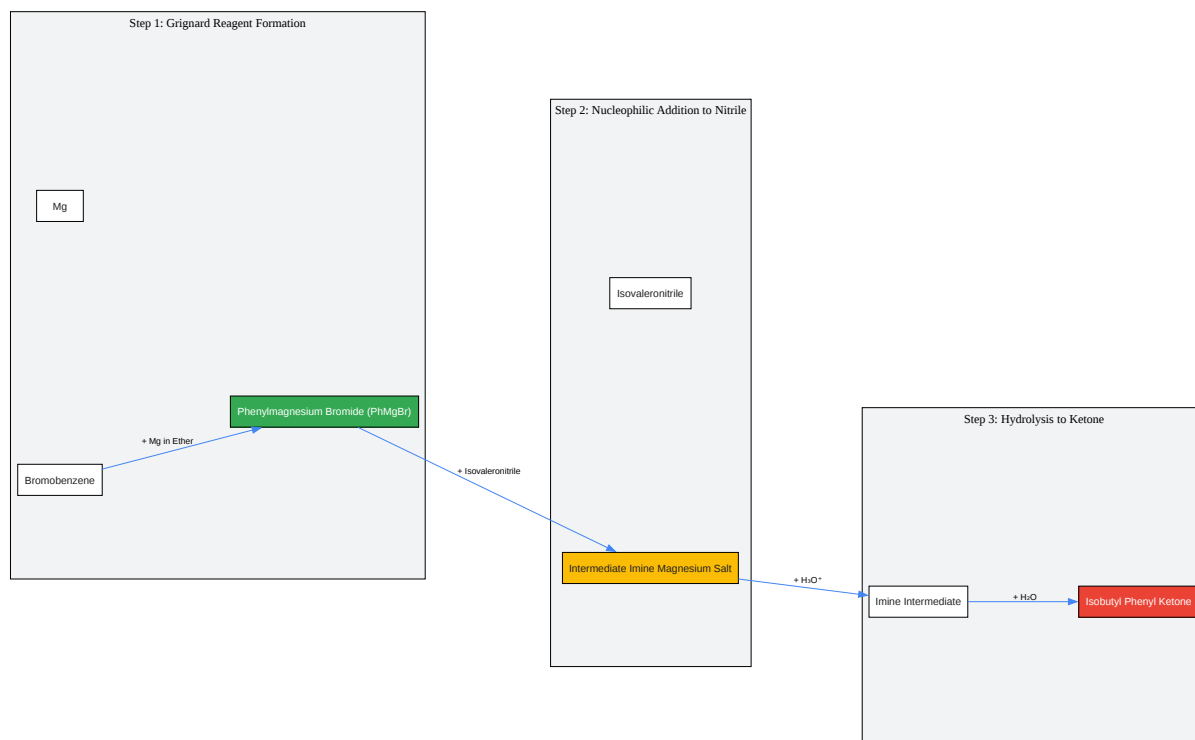 Step 1: Grignard Reagent Formation
Mg
Phenylmagnesium Bromide (PhMgBr)
+ Mg in Ether
Bromobenzene
Step 2: Nucleophilic Addition to Nitrile
Isovaleronitrile
+ Isovaleronitrile
Intermediate Imine Magnesium Salt
+ H₃O⁺
Step 3: Hydrolysis to Ketone
Imine Intermediate
+ H₂O
Isobutyl Phenyl Ketone